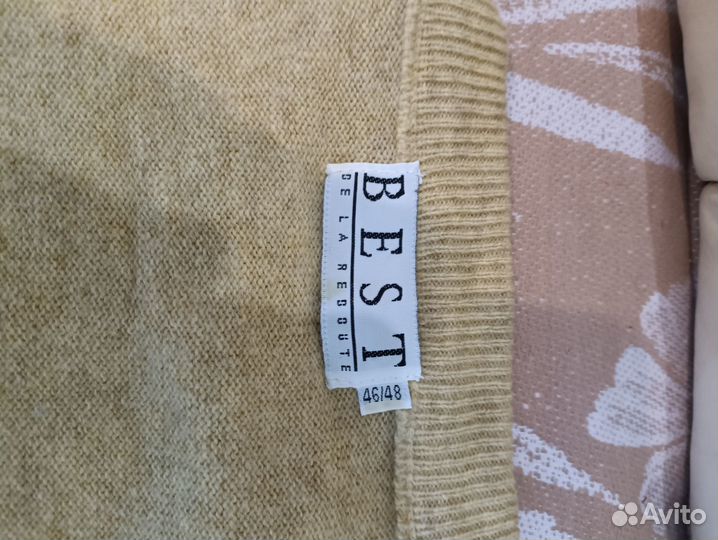 BEST
DE LA REDOUTE
46/48
Avito